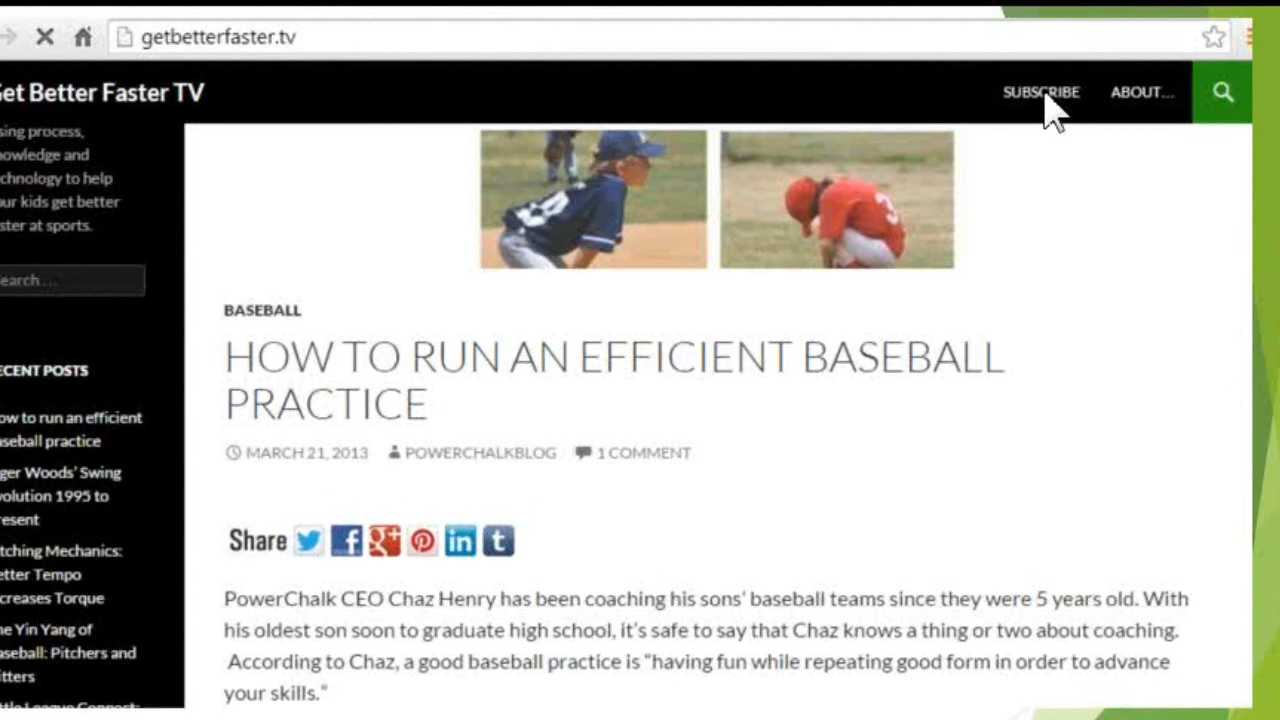 getbetterfaster.tv
et Better Faster TV
SUBSCRIBE
ABOUT...
sing process,
nowledge and
chnology to help
ur kids get better
ster at sports.
earch ...
ECENT POSTS
ow to run an efficient
aseball practice
ger Woods' Swing
volution 1995 to
resent
tching Mechanics:
etter Tempo
creases Torque
he Yin Yang of
aseball: Pitchers and
itters
BASEBALL
HOW TO RUN AN EFFICIENT BASEBALL
PRACTICE
MARCH 21, 2013 POWERCHALKBLOG 1 COMMENT
Share
PowerChalk CEO Chaz Henry has been coaching his sons' baseball teams since they were 5 years old. With
his oldest son soon to graduate high school, it's safe to say that Chaz knows a thing or two about coaching.
According to Chaz, a good baseball practice is "having fun while repeating good form in order to advance
your skills."